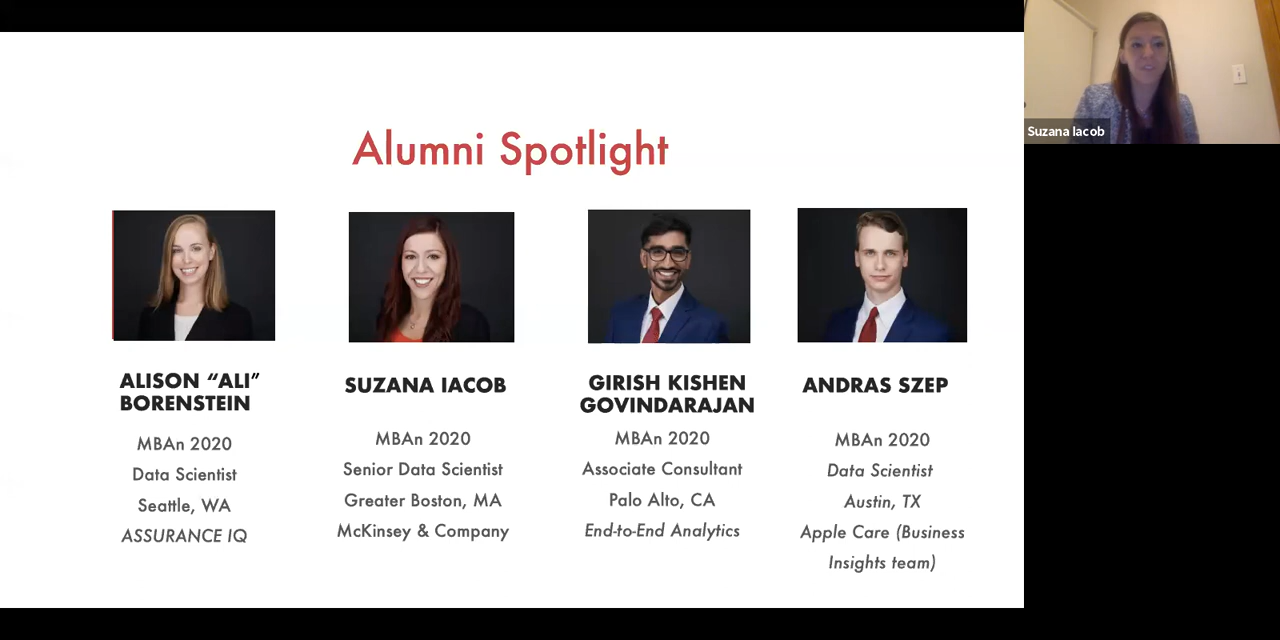 Alumni Spotlight
Suzana Iacob
ALISON “ALI”
BORENSTEIN
MBAn 2020
Data Scientist
Seattle, WA
ASSURANCE IQ
SUZANA IACOB
MBAn 2020
Senior Data Scientist
Greater Boston, MA
McKinsey & Company
GIRISH KISHEN
GOVINDARAJAN
MBAn 2020
Associate Consultant
Palo Alto, CA
End-to-End Analytics
ANDRAS SZEP
MBAn 2020
Data Scientist
Austin, TX
Apple Care (Business
Insights team)